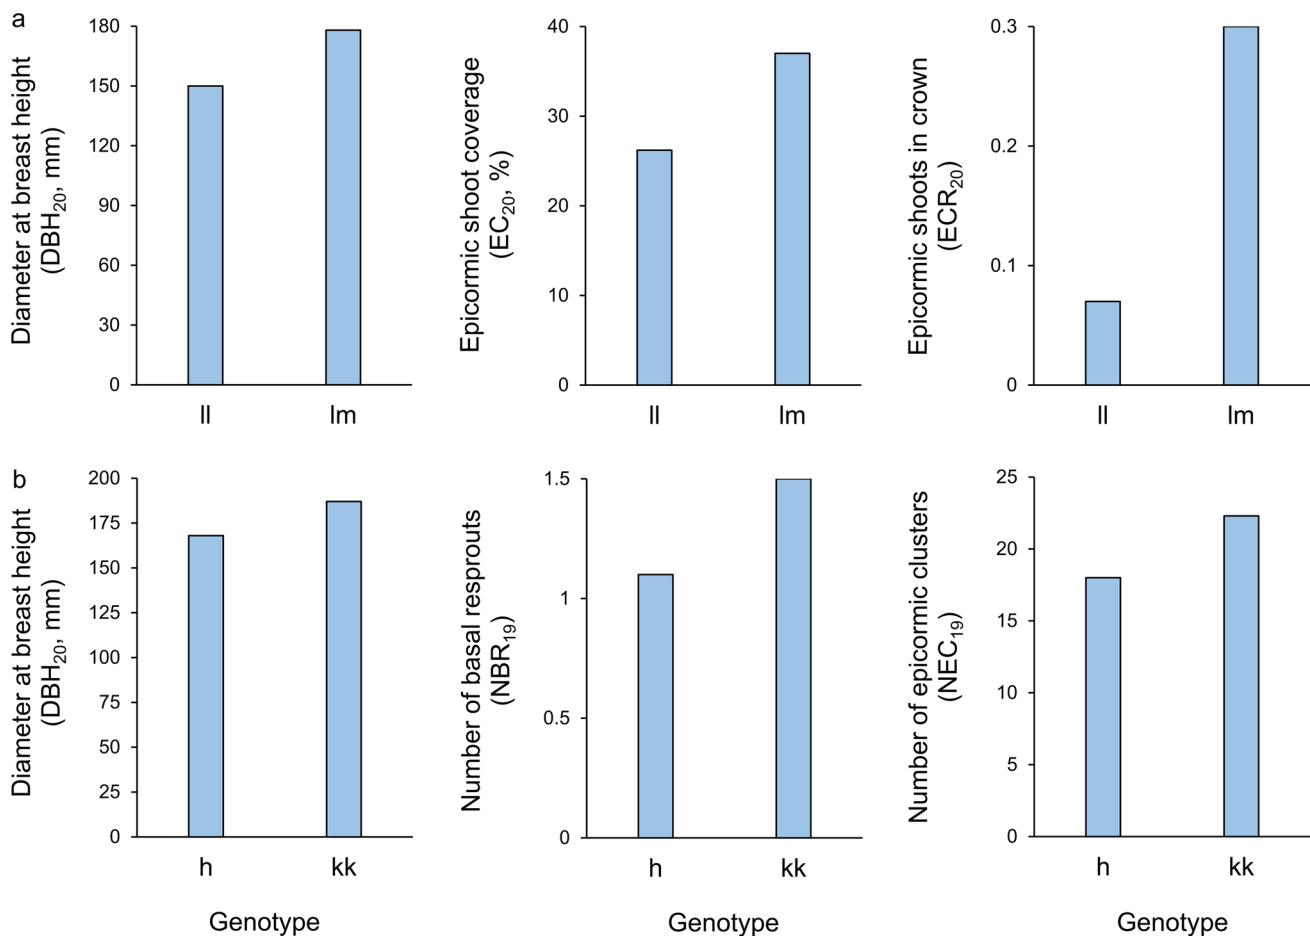 a
Diameter at breast height
(DBH20, mm)
180
150
120
90
60
30
0
ll
lm
Epicormic shoot coverage
(EC20, %)
40
30
20
10
0
ll
lm
Epicormic shoots in crown
(ECR20)
0.3
0.2
0.1
0
ll
lm
b
Diameter at breast height
(DBH20, mm)
200
175
150
125
100
75
50
25
0
h
kk
Genotype
Number of basal resprouts
(NBR19)
1.5
1
0.5
0
h
kk
Genotype
Number of epicormic clusters
(NEC19)
25
20
15
10
5
0
h
kk
Genotype